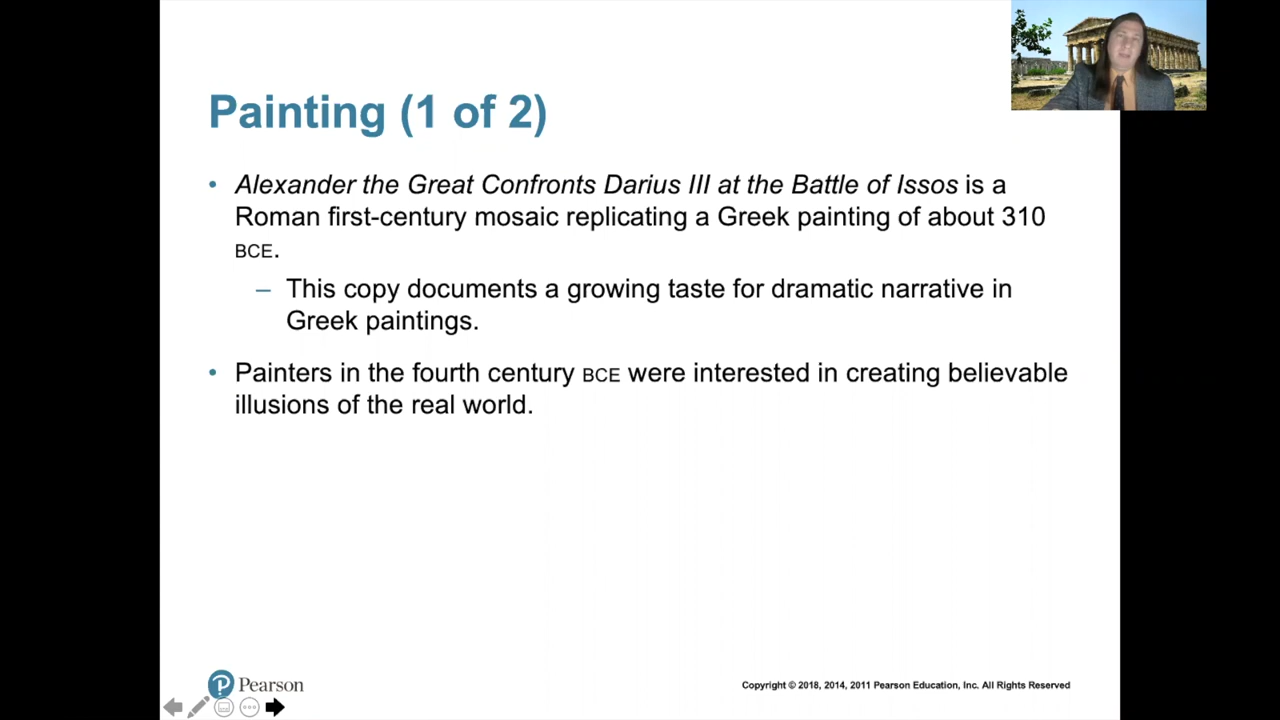 Painting (1 of 2)
• Alexander the Great Confronts Darius III at the Battle of Issos is a
Roman first-century mosaic replicating a Greek painting of about 310
BCE.
– This copy documents a growing taste for dramatic narrative in
Greek paintings.
• Painters in the fourth century BCE were interested in creating believable
illusions of the real world.
P Pearson
Copyright © 2018, 2014, 2011 Pearson Education, Inc. All Rights Reserved